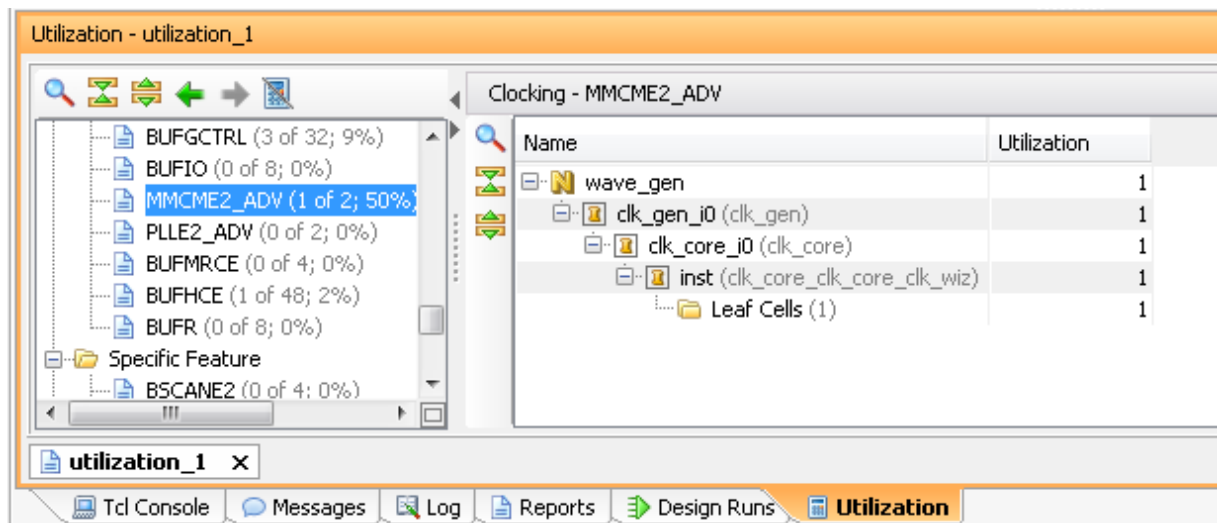 Utilization - utilization_1
Clocking - MMCME2_ADV
BUFGCTRL (3 of 32; 9%)
BUFIO (0 of 8; 0%)
MMCME2_ADV (1 of 2; 50%)
PLLE2_ADV (0 of 2; 0%)
BUFMRCE (0 of 4; 0%)
BUFHCE (1 of 48; 2%)
BUFR (0 of 8; 0%)
Specific Feature
BSCANE2 (0 of 4; 0%)
Name Utilization
wave_gen 1
clk_gen_i0 (clk_gen) 1
clk_core_i0 (clk_core) 1
inst (clk_core_clk_core_clk_wiz) 1
Leaf Cells (1) 1
utilization_1 X
Tcl Console Messages Log Reports Design Runs Utilization